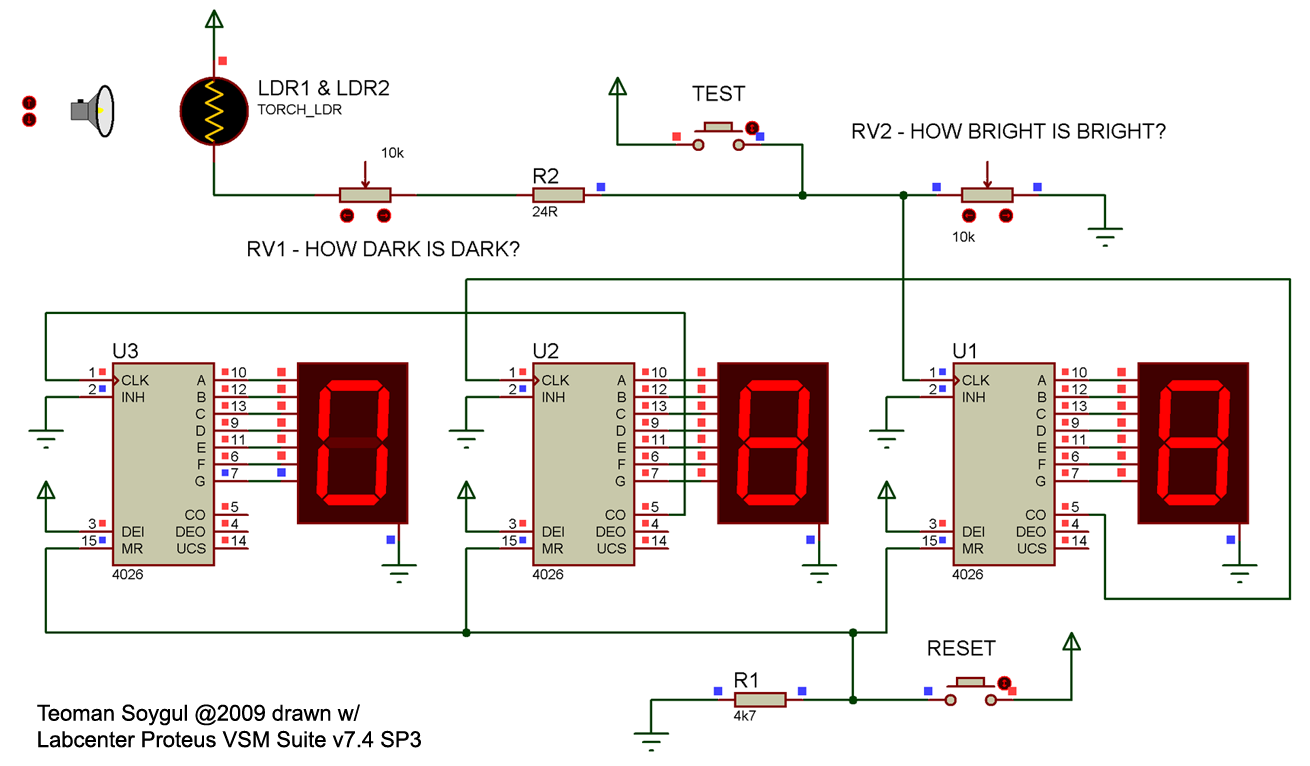 LDR1 & LDR2
TORCH_LDR
TEST
RV2 - HOW BRIGHT IS BRIGHT?
10k
R2
24R
10k
RV1 - HOW DARK IS DARK?
U3
1 CLK A 10
2 INH B 12
C 13
D 9
E 11
F 6
G 7
CO 5
3 DEI DEO 4
15 MR UCS 14
4026
U2
1 CLK A 10
2 INH B 12
C 13
D 9
E 11
F 6
G 7
CO 5
3 DEI DEO 4
15 MR UCS 14
4026
U1
1 CLK A 10
2 INH B 12
C 13
D 9
E 11
F 6
G 7
CO 5
3 DEI DEO 4
15 MR UCS 14
4026
0 8 8
RESET
R1
4k7
Teoman Soygul @2009 drawn w/
Labcenter Proteus VSM Suite v7.4 SP3